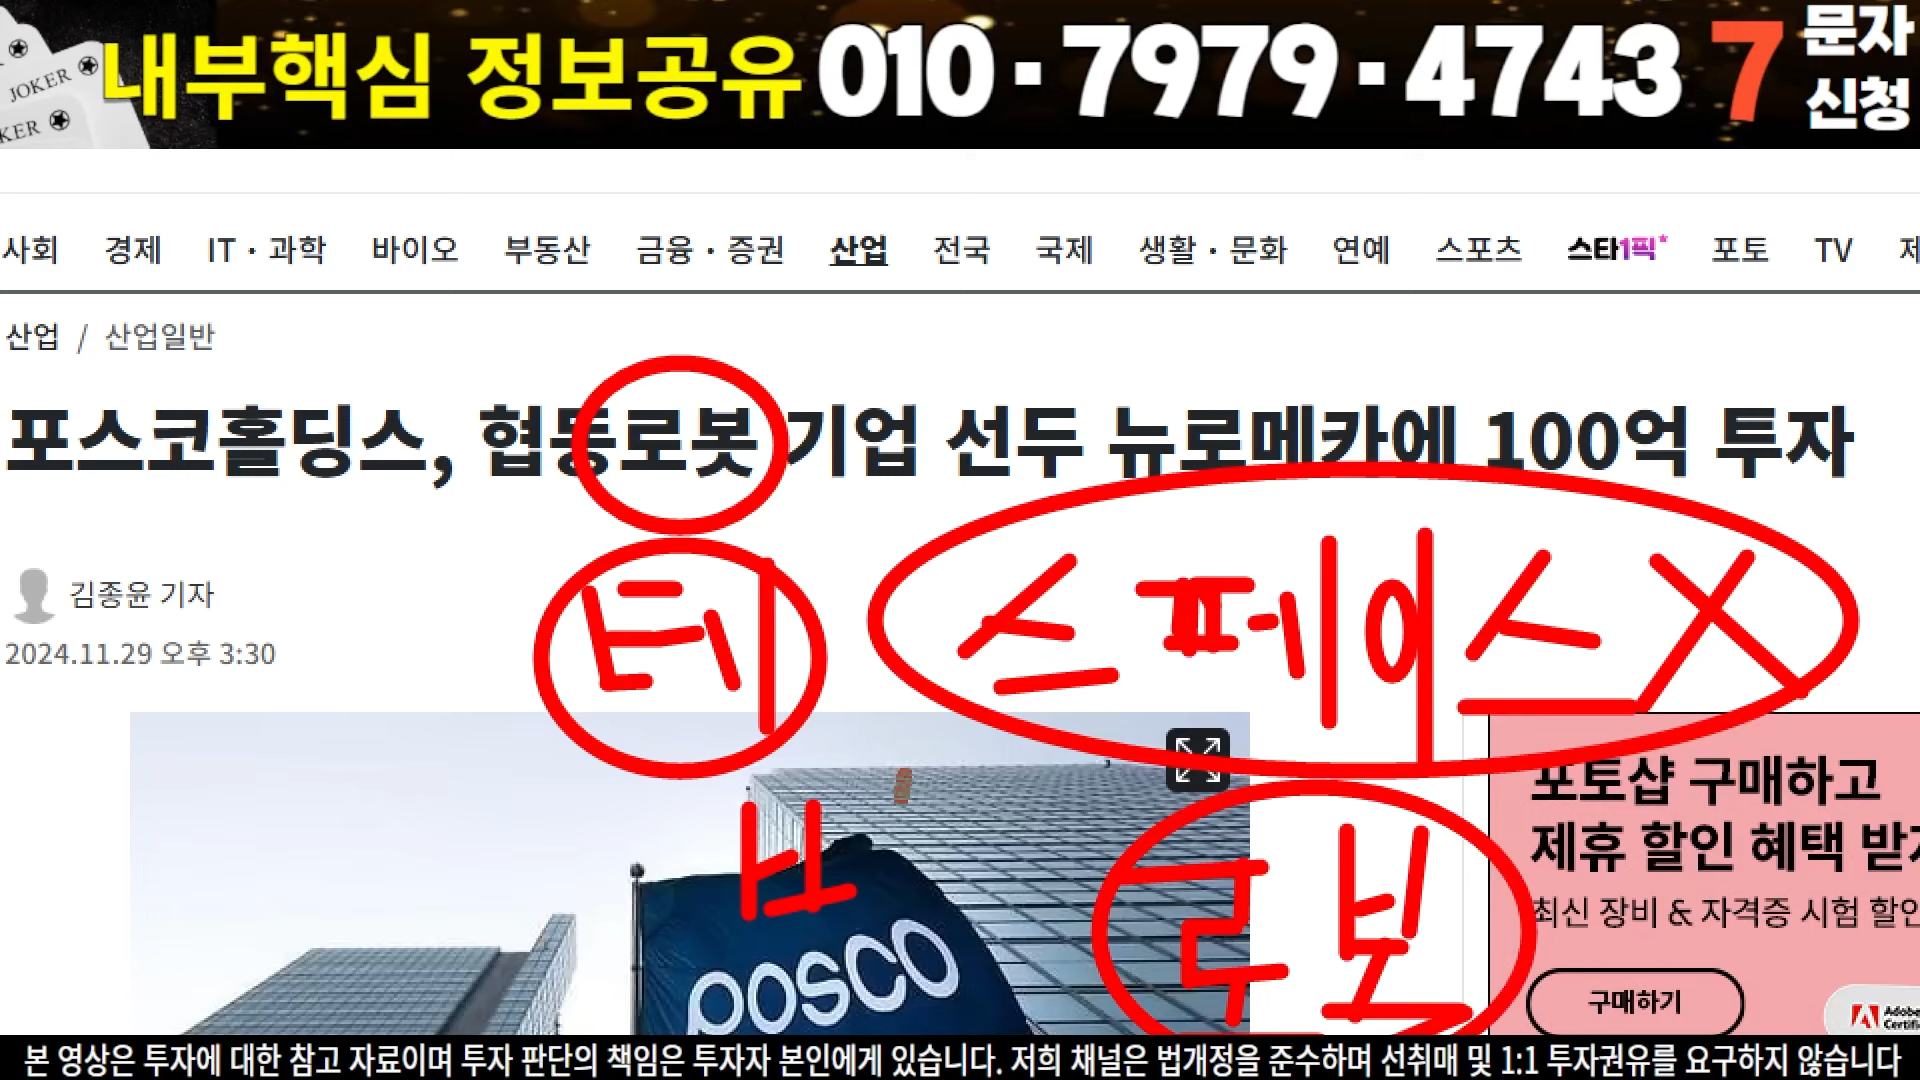 JOKER
KER
내부핵심 정보공유 010·7979·4743 7 문자 신청
사회 경제 IT·과학 바이오 부동산 금융·증권 산업 전국 국제 생활·문화 연예 스포츠 스타1픽* 포토 TV
산업 / 산업일반
포스코홀딩스, 협동로봇 기업 선두 뉴로메카에 100억 투자
김종윤 기자
2024.11.29 오후 3:30
테 스페이스X
로봇
posco
포토샵 구매하고
제휴 할인 혜택 받
최신 장비 & 자격증 시험 할인
구매하기
Adobe
Certifi
본 영상은 투자에 대한 참고 자료이며 투자 판단의 책임은 투자자 본인에게 있습니다. 저희 채널은 법개정을 준수하며 선취매 및 1:1 투자권유를 요구하지 않습니다